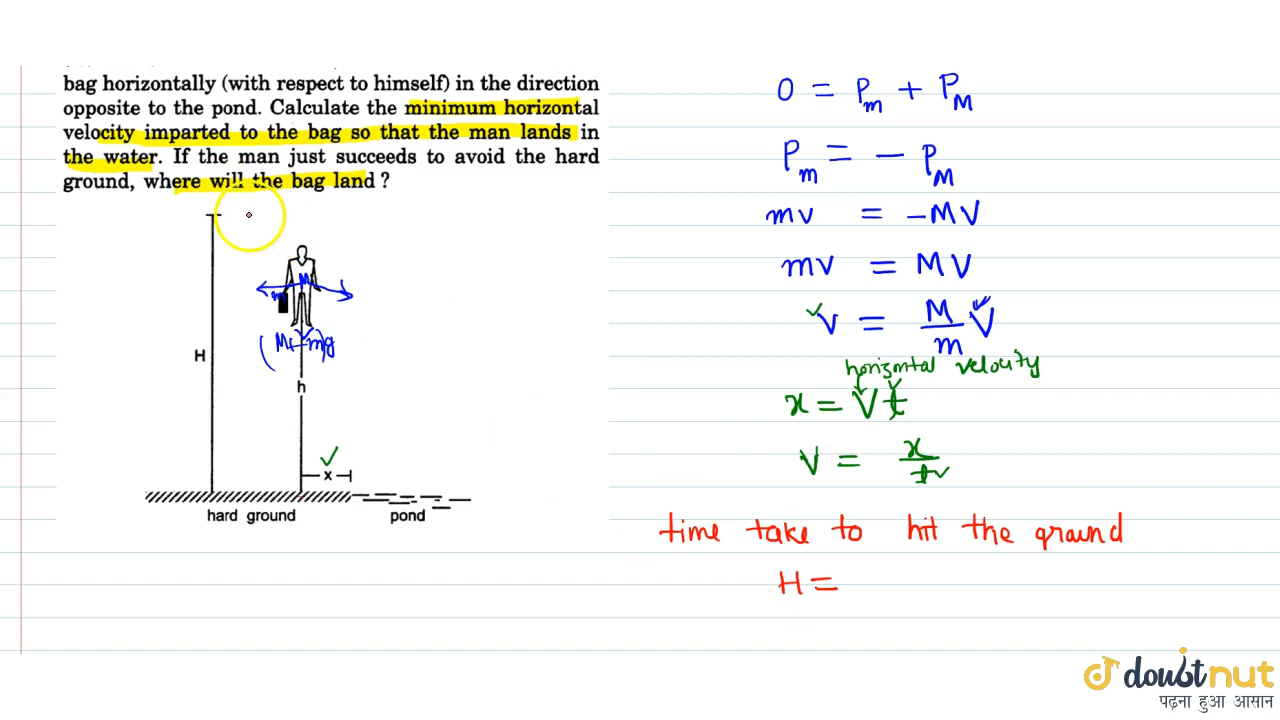 bag horizontally (with respect to himself) in the direction
opposite to the pond. Calculate the minimum horizontal
velocity imparted to the bag so that the man lands in
the water. If the man just succeeds to avoid the hard
ground, where will the bag land ?
H
M
m
(M+m)g
h
x
hard ground
pond
0 = Pm + PM
Pm = - PM
mv = -MV
mv = MV
V = M/m V
horizontal velocity
x = Vt
V = x/t
time take to hit the ground
H =
doubtnut
पढ़ना हुआ आसान